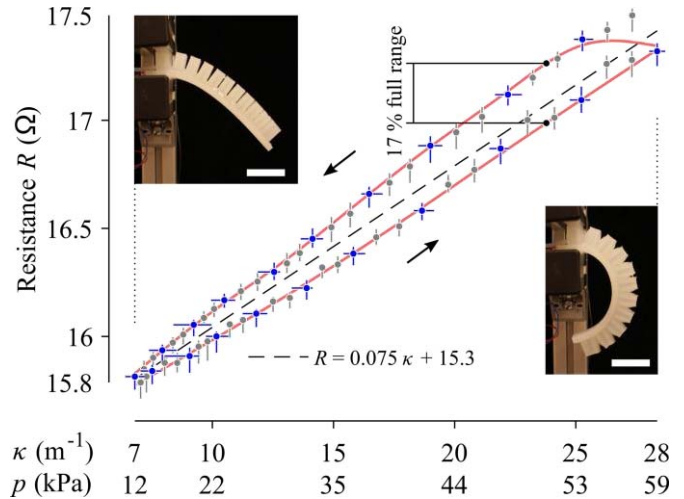 17.5
17
16.5
16
15.8
Resistance R (Ω)
17 % full range
R = 0.075 κ + 15.3
κ (m⁻¹) 7 10 15 20 25 28
p (kPa) 12 22 35 44 53 59